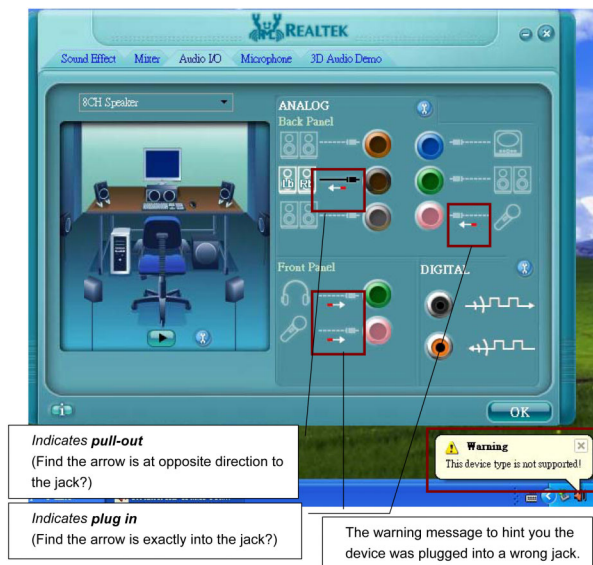 REALTEK
Sound Effect Mixer Audio I/O Microphone 3D Audio Demo
8CH Speaker
ANALOG
Back Panel
Front Panel
DIGITAL
OK
Warning
This device type is not supported!
Indicates pull-out
(Find the arrow is at opposite direction to
the jack?)
Indicates plug in
(Find the arrow is exactly into the jack?)
The warning message to hint you the
device was plugged into a wrong jack.